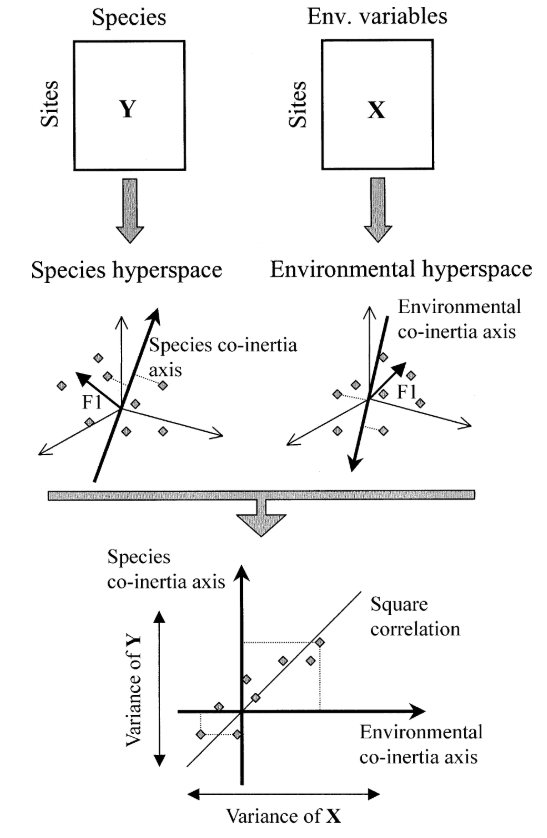 Species
Env. variables
Sites
Y
Sites
X
Species hyperspace
Environmental hyperspace
Species co-inertia
axis
F1
Environmental
co-inertia axis
F1
Species
co-inertia axis
Square
correlation
Variance of Y
Environmental
co-inertia axis
Variance of X